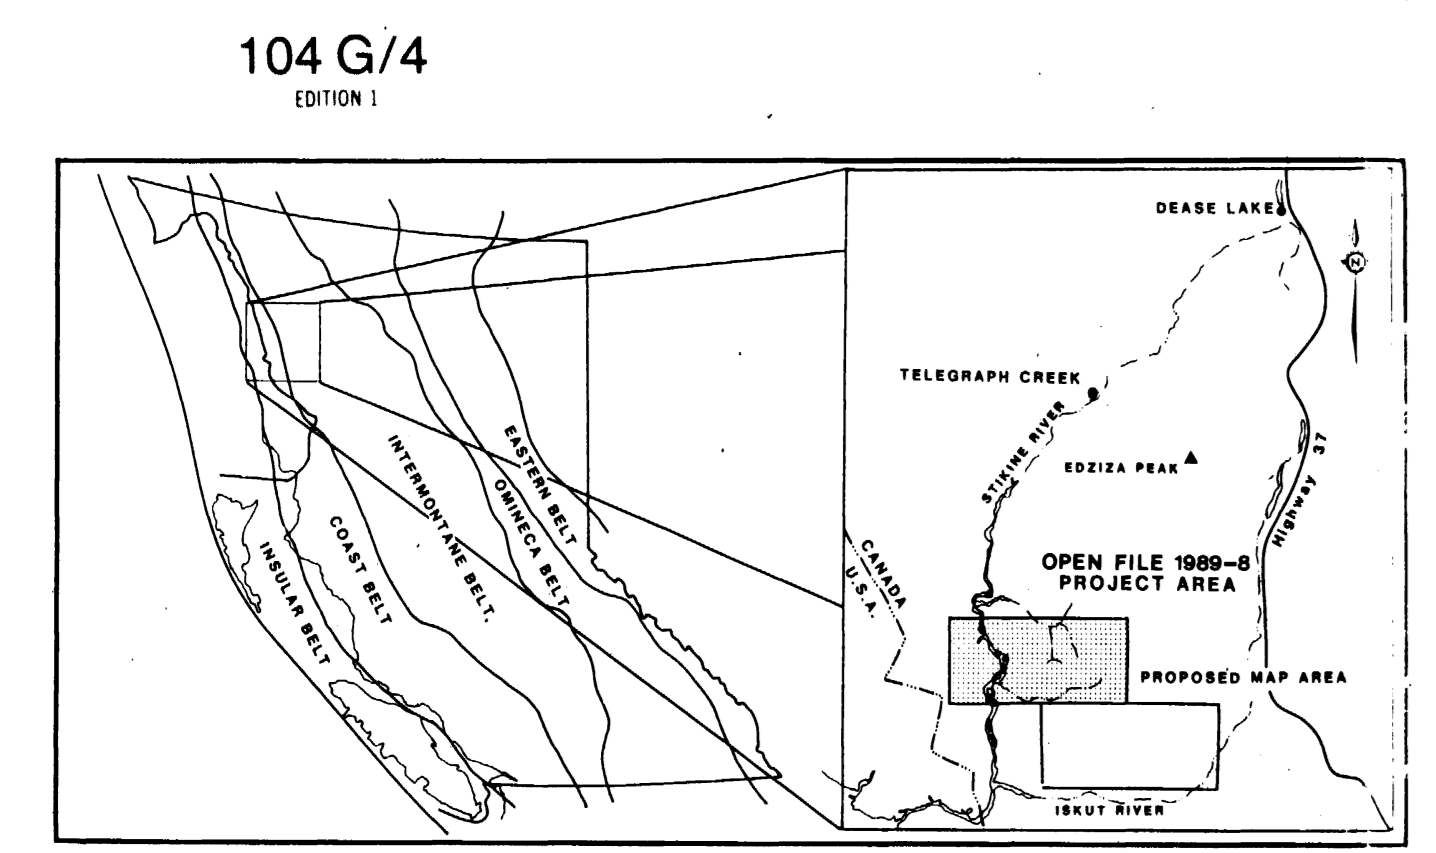 104 G/4
EDITION 1
INSULAR BELT
COAST BELT
INTERMONTANE BELT.
OMINECA BELT
EASTERN BELT
DEASE LAKE
N
TELEGRAPH CREEK
STIKINE RIVER
EDZIZA PEAK
Highway 37
CANADA
U.S.A.
OPEN FILE 1989-8
PROJECT AREA
PROPOSED MAP AREA
ISKUT RIVER